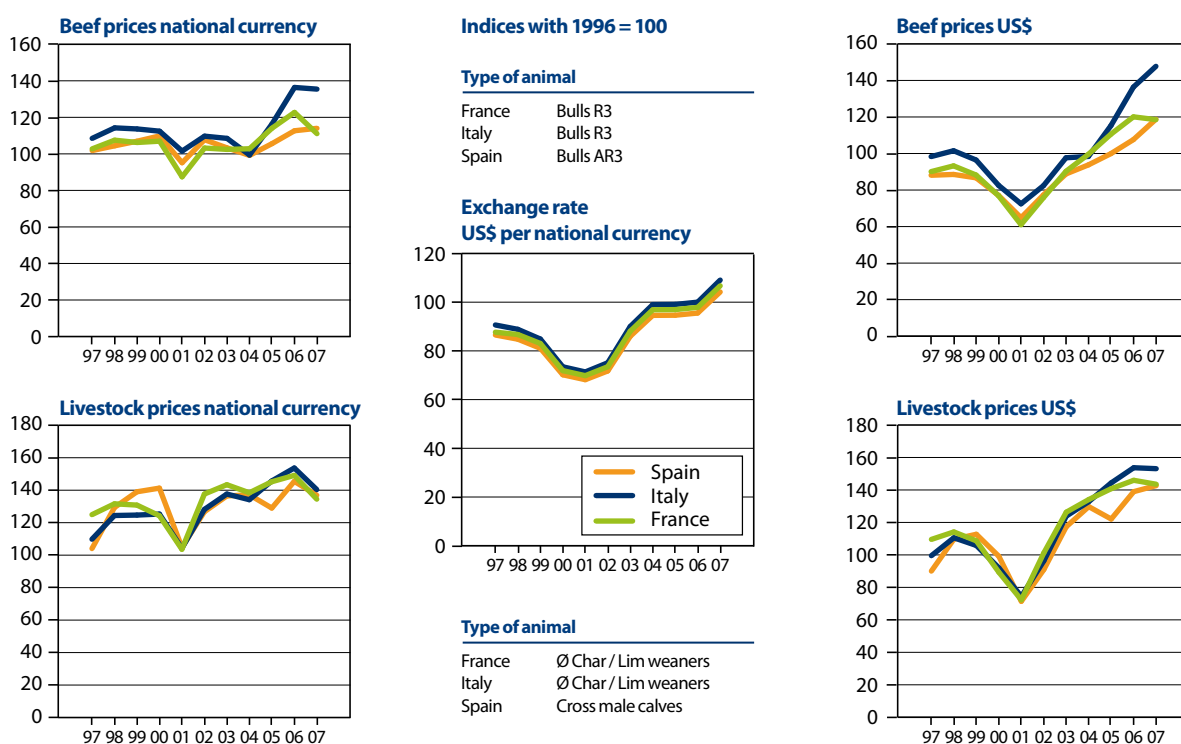 Beef prices national currency
160
140
120
100
80
60
40
20
0
97 98 99 00 01 02 03 04 05 06 07
Livestock prices national currency
180
160
140
120
100
80
60
40
20
0
97 98 99 00 01 02 03 04 05 06 07
Indices with 1996 = 100
Type of animal
France Bulls R3
Italy Bulls R3
Spain Bulls AR3
Exchange rate
US$ per national currency
120
100
80
60
40
20
0
Spain
Italy
France
97 98 99 00 01 02 03 04 05 06 07
Type of animal
France Ø Char / Lim weaners
Italy Ø Char / Lim weaners
Spain Cross male calves
Beef prices US$
160
140
120
100
80
60
40
20
0
97 98 99 00 01 02 03 04 05 06 07
Livestock prices US$
180
160
140
120
100
80
60
40
20
0
97 98 99 00 01 02 03 04 05 06 07